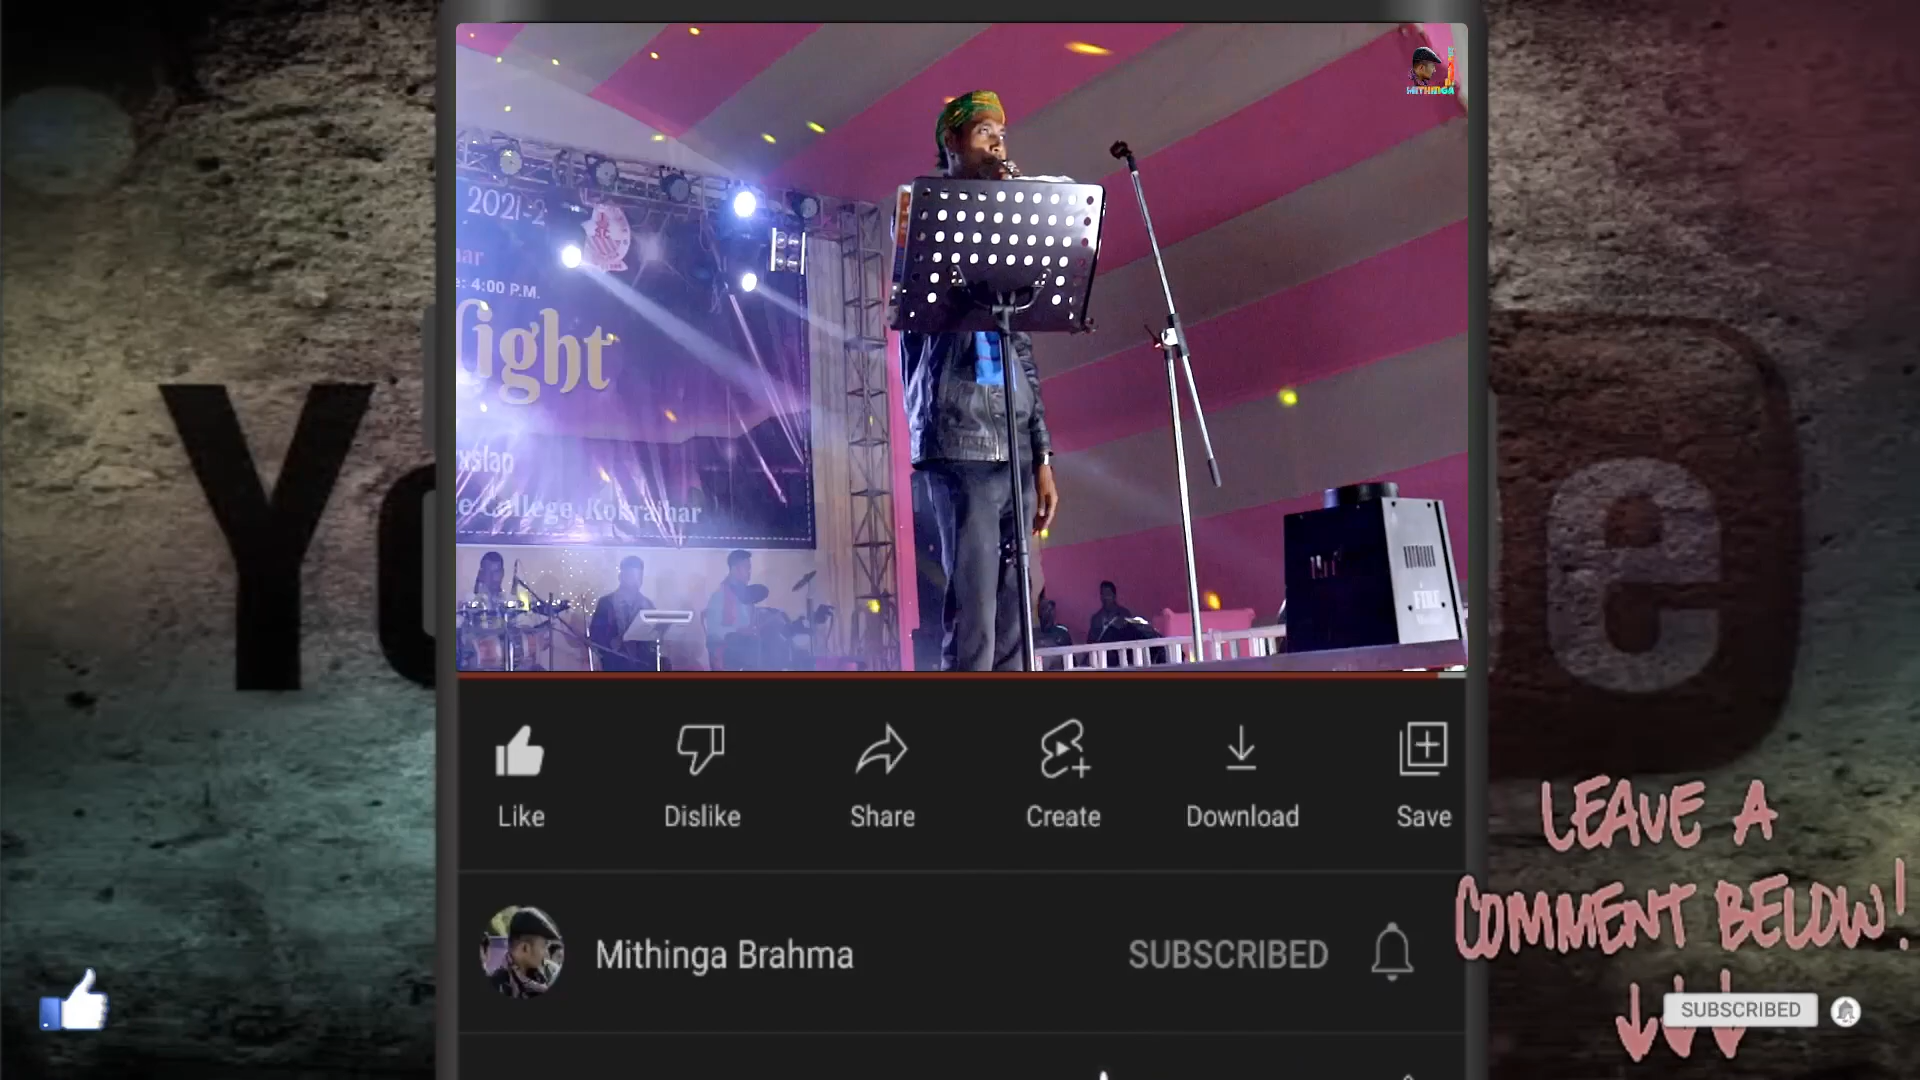 MITHINGA
2021-2
4:00 P.M.
ight
College, Kokrajhar
FIRE
Like
Dislike
Share
Create
Download
Save
Mithinga Brahma
SUBSCRIBED
LEAVE A
COMMENT BELOW!
SUBSCRIBED